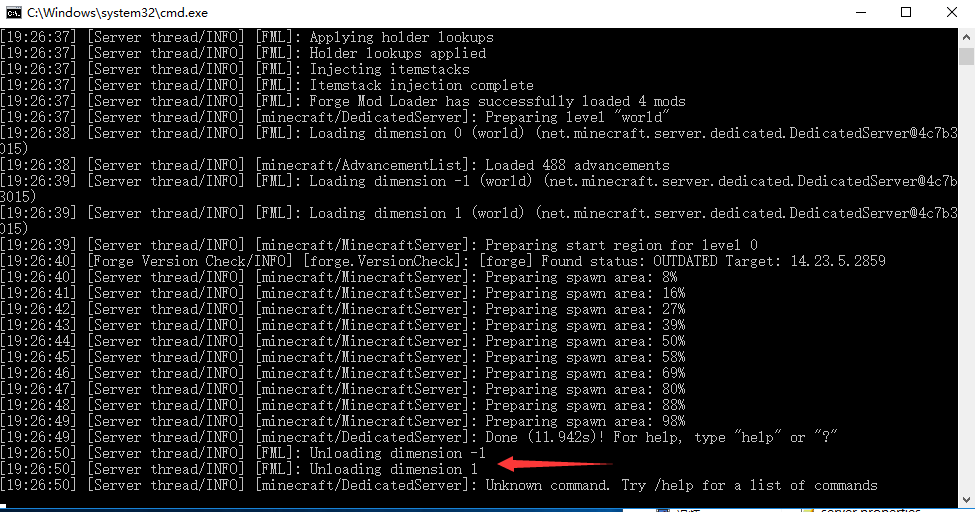 C:\Windows\system32\cmd.exe
[19:26:37] [Server thread/INFO] [FML]: Applying holder lookups
[19:26:37] [Server thread/INFO] [FML]: Holder lookups applied
[19:26:37] [Server thread/INFO] [FML]: Injecting itemstacks
[19:26:37] [Server thread/INFO] [FML]: Itemstack injection complete
[19:26:37] [Server thread/INFO] [FML]: Forge Mod Loader has successfully loaded 4 mods
[19:26:37] [Server thread/INFO] [minecraft/DedicatedServer]: Preparing level "world"
[19:26:38] [Server thread/INFO] [FML]: Loading dimension 0 (world) (net.minecraft.server.dedicated.DedicatedServer@4c7b3
015)
[19:26:38] [Server thread/INFO] [minecraft/AdvancementList]: Loaded 488 advancements
[19:26:39] [Server thread/INFO] [FML]: Loading dimension -1 (world) (net.minecraft.server.dedicated.DedicatedServer@4c7b
3015)
[19:26:39] [Server thread/INFO] [FML]: Loading dimension 1 (world) (net.minecraft.server.dedicated.DedicatedServer@4c7b3
015)
[19:26:39] [Server thread/INFO] [minecraft/MinecraftServer]: Preparing start region for level 0
[19:26:40] [Forge Version Check/INFO] [forge.VersionCheck]: [forge] Found status: OUTDATED Target: 14.23.5.2859
[19:26:40] [Server thread/INFO] [minecraft/MinecraftServer]: Preparing spawn area: 8%
[19:26:41] [Server thread/INFO] [minecraft/MinecraftServer]: Preparing spawn area: 16%
[19:26:42] [Server thread/INFO] [minecraft/MinecraftServer]: Preparing spawn area: 27%
[19:26:43] [Server thread/INFO] [minecraft/MinecraftServer]: Preparing spawn area: 39%
[19:26:44] [Server thread/INFO] [minecraft/MinecraftServer]: Preparing spawn area: 50%
[19:26:45] [Server thread/INFO] [minecraft/MinecraftServer]: Preparing spawn area: 58%
[19:26:46] [Server thread/INFO] [minecraft/MinecraftServer]: Preparing spawn area: 69%
[19:26:47] [Server thread/INFO] [minecraft/MinecraftServer]: Preparing spawn area: 80%
[19:26:48] [Server thread/INFO] [minecraft/MinecraftServer]: Preparing spawn area: 88%
[19:26:49] [Server thread/INFO] [minecraft/MinecraftServer]: Preparing spawn area: 98%
[19:26:49] [Server thread/INFO] [minecraft/DedicatedServer]: Done (11.942s)! For help, type "help" or "?"
[19:26:50] [Server thread/INFO] [FML]: Unloading dimension -1
[19:26:50] [Server thread/INFO] [FML]: Unloading dimension 1
[19:26:50] [Server thread/INFO] [minecraft/DedicatedServer]: Unknown command. Try /help for a list of commands